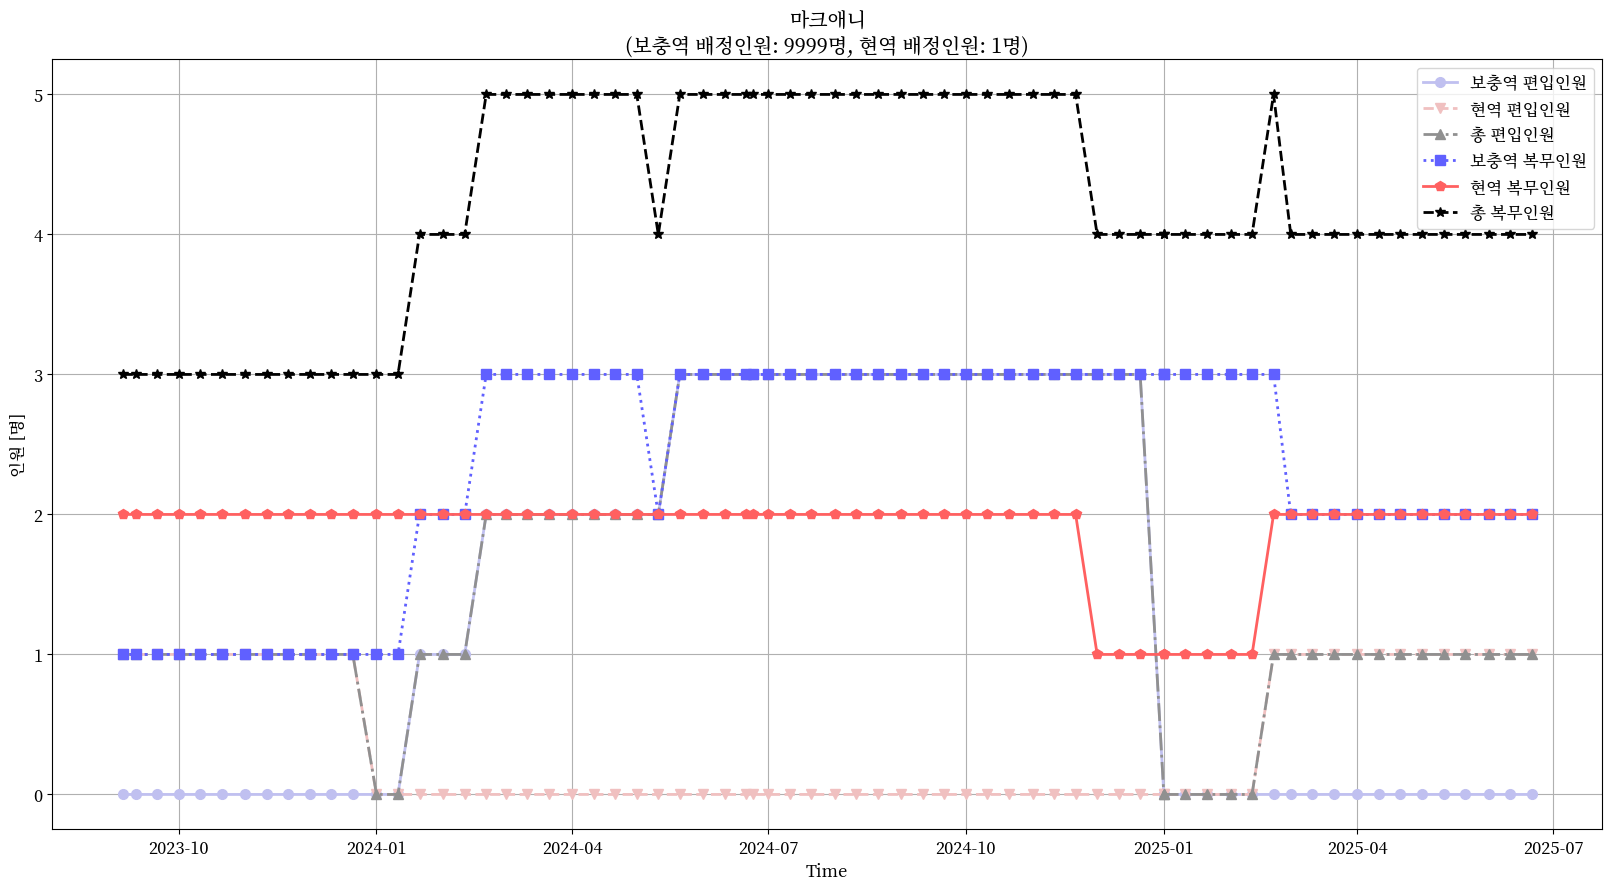 마크애니
(보충역 배정인원: 9999명, 현역 배정인원: 1명)
보충역 편입인원
현역 편입인원
총 편입인원
보충역 복무인원
현역 복무인원
총 복무인원
인원 [명]
5
4
3
2
1
0
2023-10
2024-01
2024-04
2024-07
2024-10
2025-01
2025-04
2025-07
Time